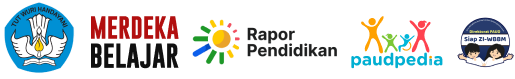 TUT WURI HANDAYANI
MERDEKA
BELAJAR
Rapor
Pendidikan
paudpedia
Direktorat PAUD
Siap ZI-WBBM